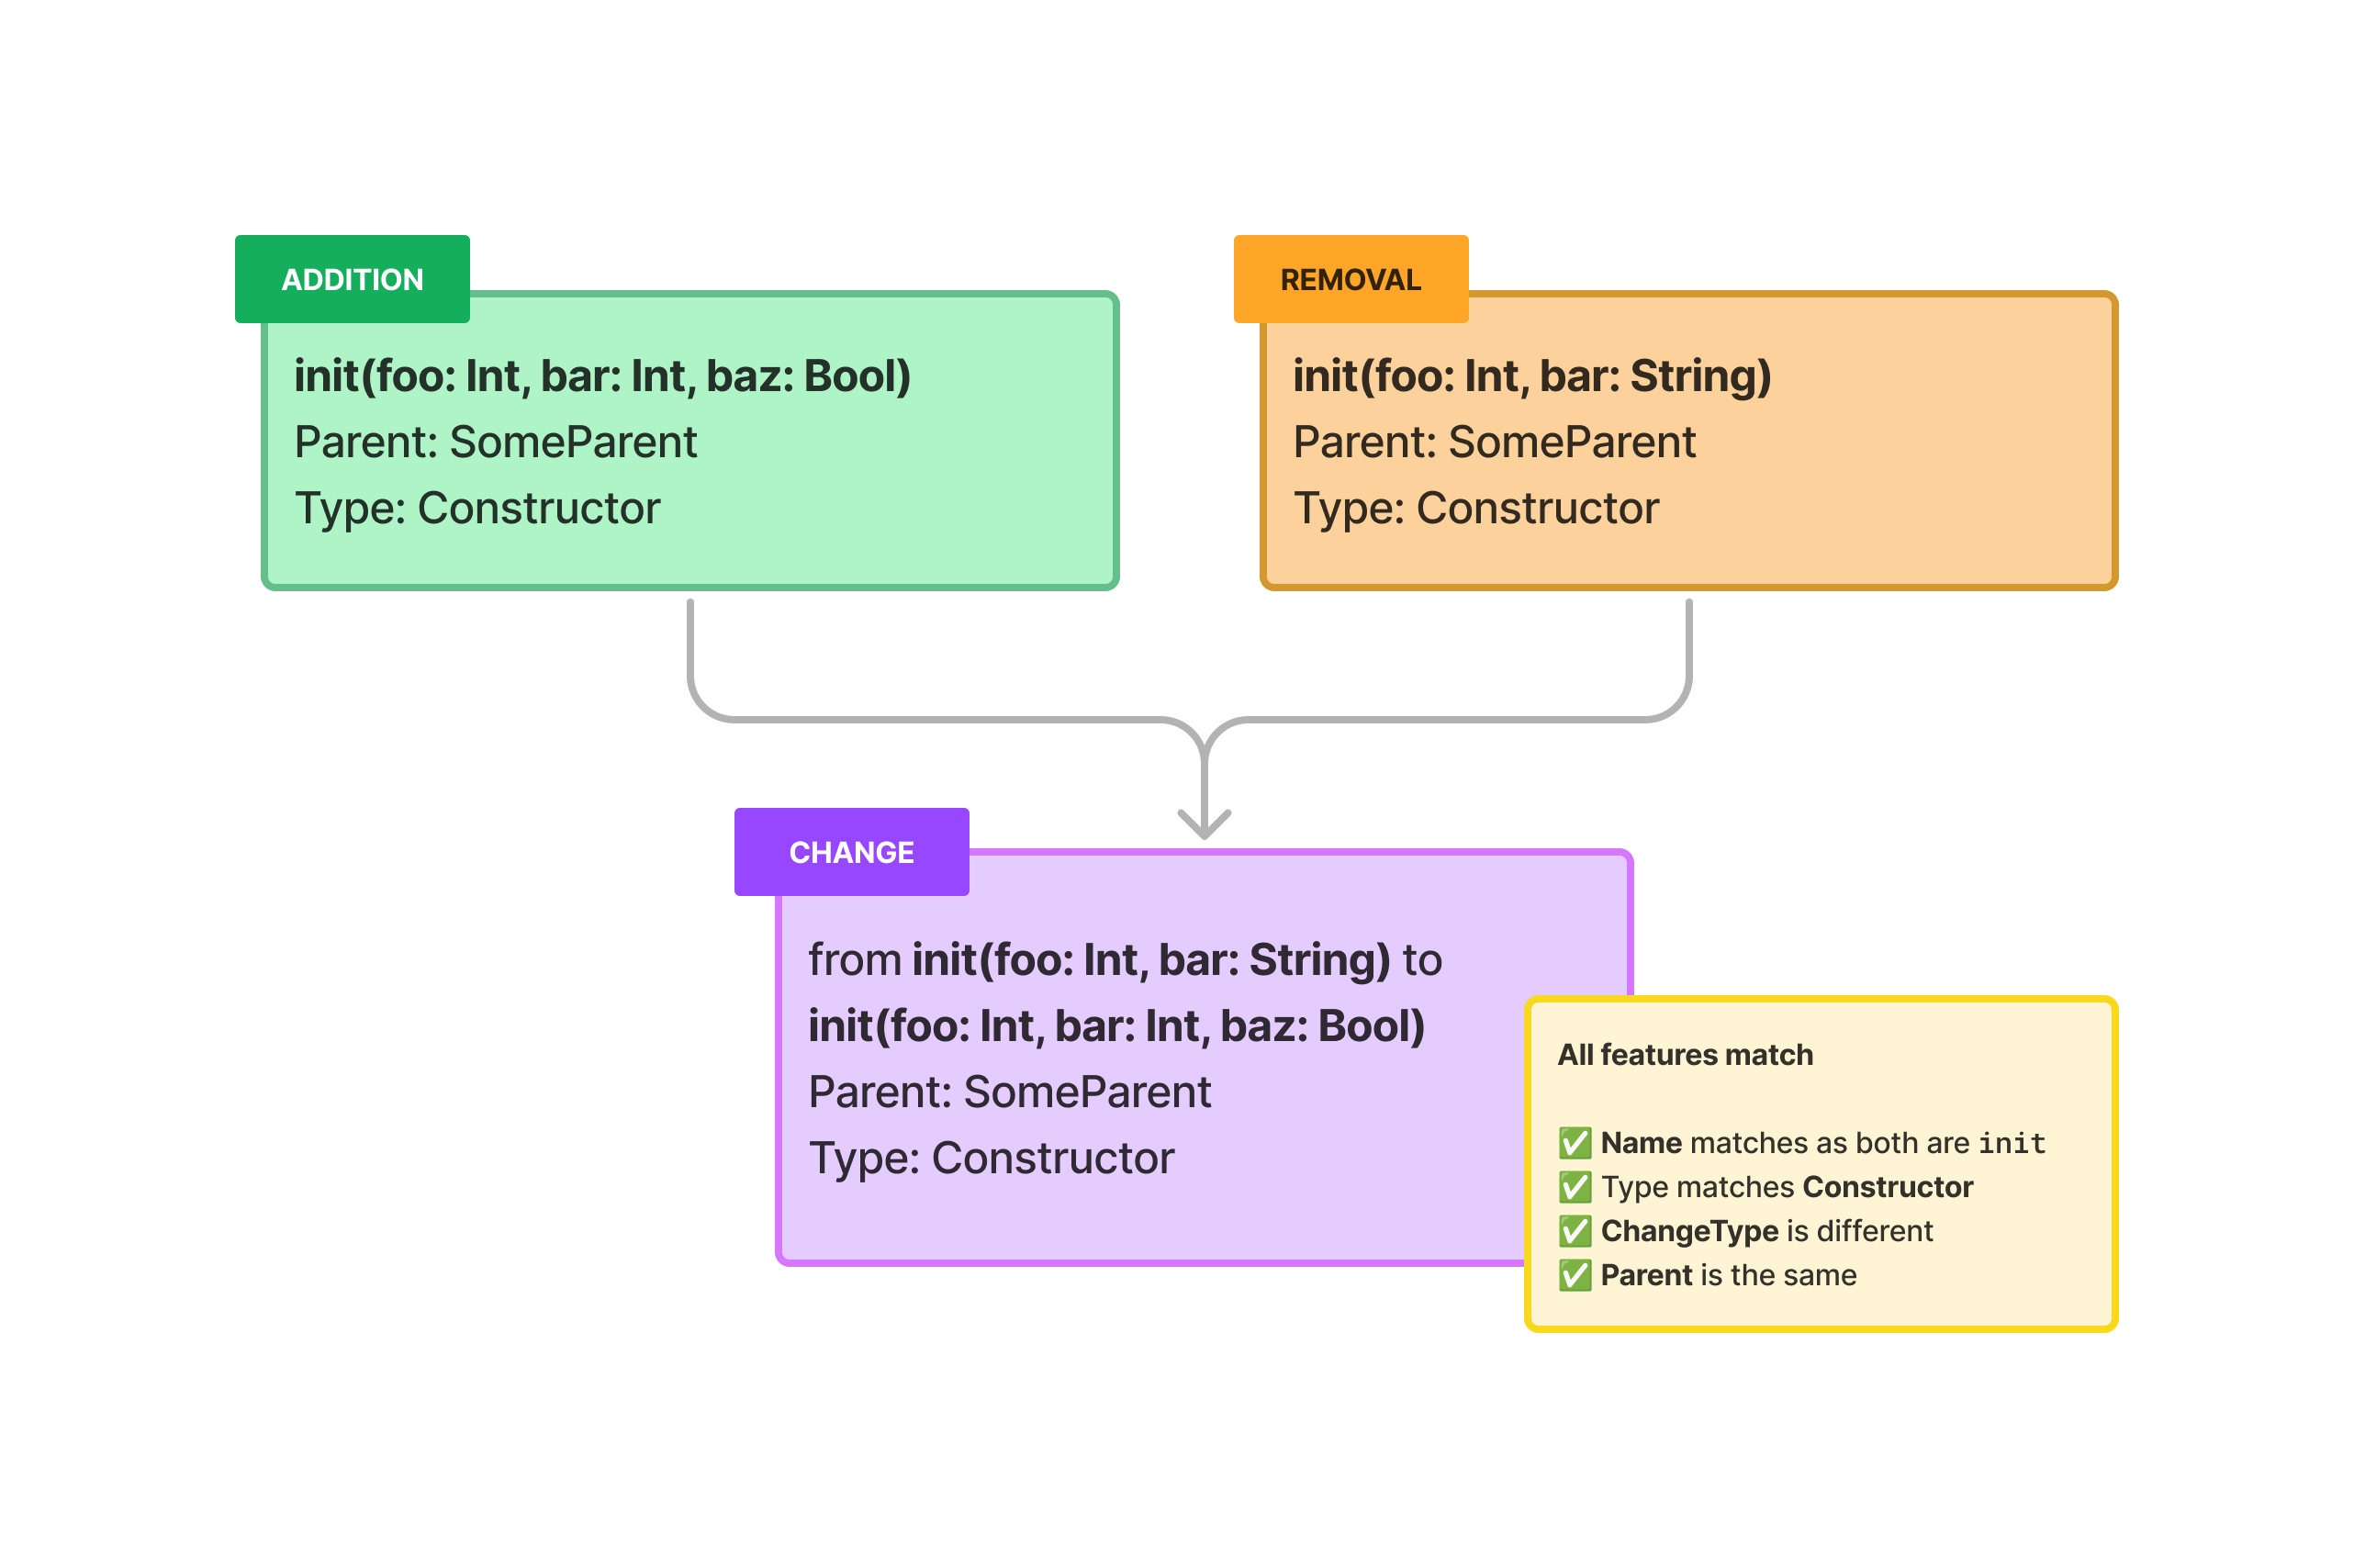 ADDITION
init(foo: Int, bar: Int, baz: Bool)
Parent: SomeParent
Type: Constructor
REMOVAL
init(foo: Int, bar: String)
Parent: SomeParent
Type: Constructor
CHANGE
from init(foo: Int, bar: String) to
init(foo: Int, bar: Int, baz: Bool)
Parent: SomeParent
Type: Constructor
All features match
✅ Name matches as both are init
✅ Type matches Constructor
✅ ChangeType is different
✅ Parent is the same